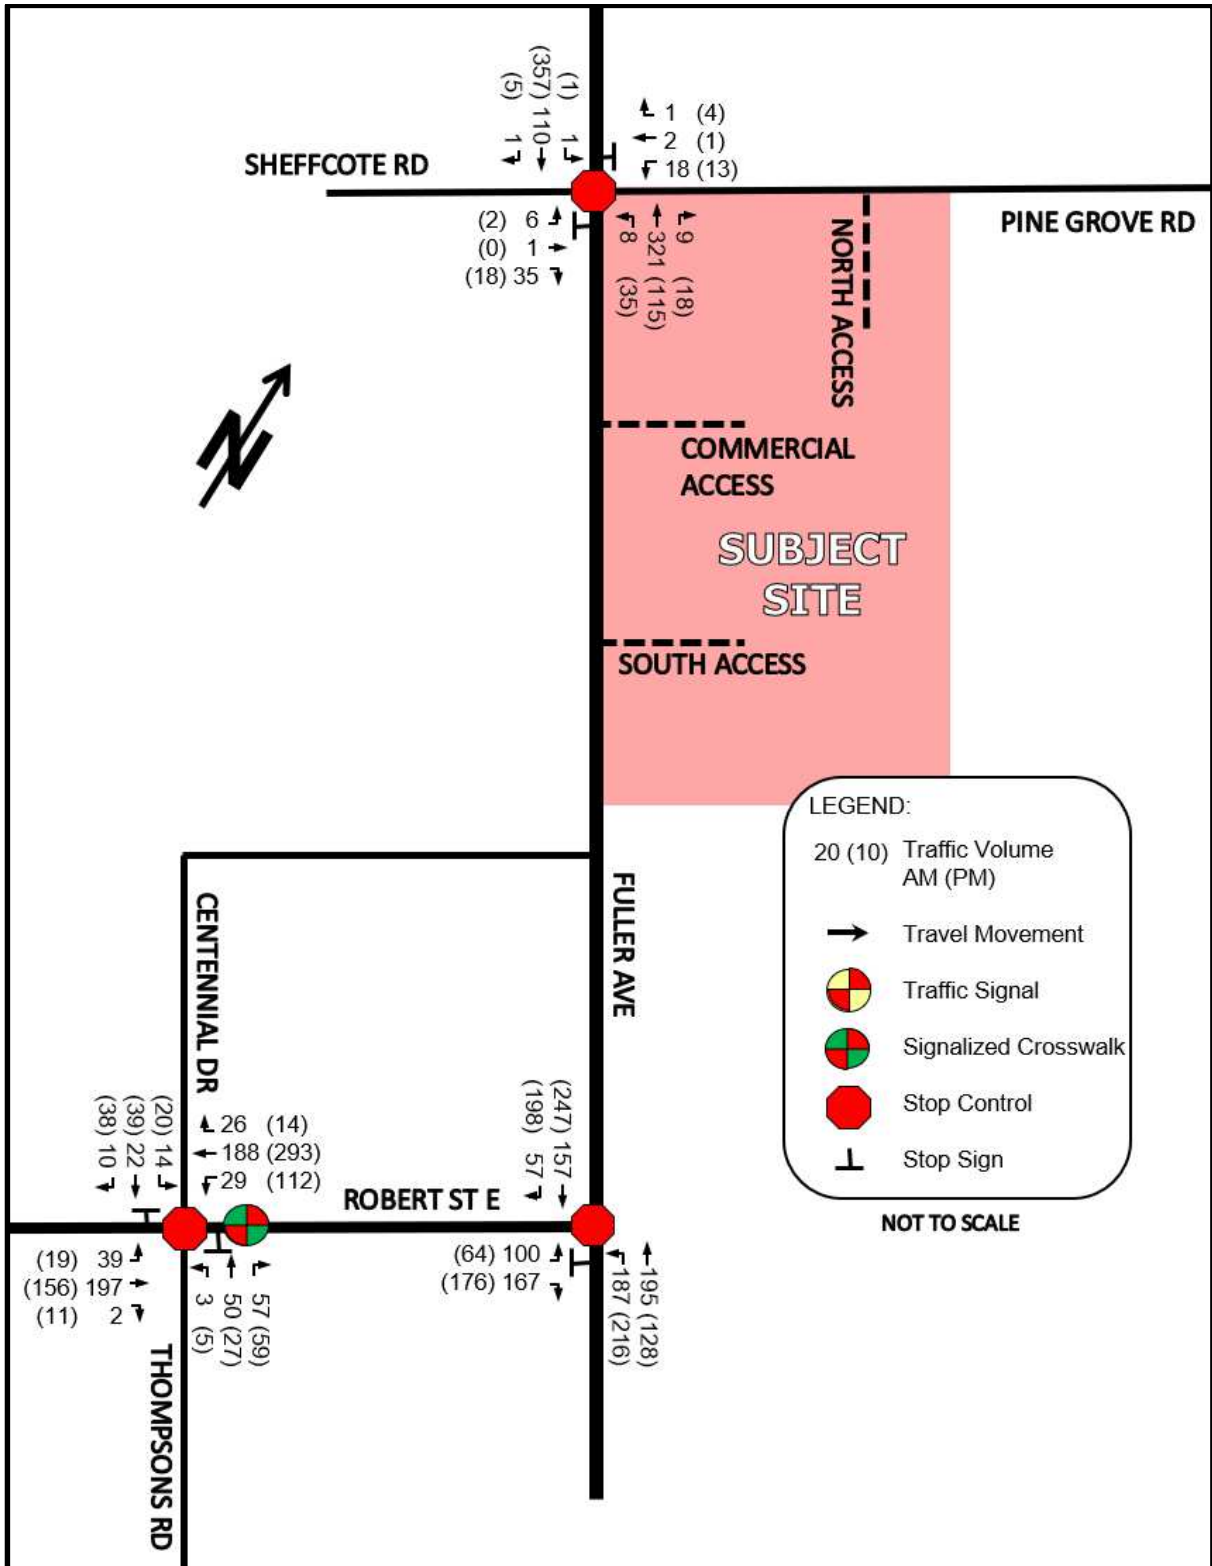 (5) 1
(357) 110
(1) 1
1 (4)
2 (1)
18 (13)
SHEFFCOTE RD
PINE GROVE RD
(2) 6
(0) 1
(18) 35
8 (35)
321 (115)
9 (18)
NORTH ACCESS
N
COMMERCIAL
ACCESS
SUBJECT
SITE
SOUTH ACCESS
LEGEND:
20 (10) Traffic Volume
AM (PM)
Travel Movement
Traffic Signal
Signalized Crosswalk
Stop Control
Stop Sign
NOT TO SCALE
CENTENNIAL DR
FULLER AVE
(38) 10
(39) 22
(20) 14
26 (14)
188 (293)
29 (112)
ROBERT ST E
(198) 57
(247) 157
(19) 39
(156) 197
(11) 2
3 (5)
50 (27)
57 (59)
(64) 100
(176) 167
187 (216)
195 (128)
THOMPSONS RD